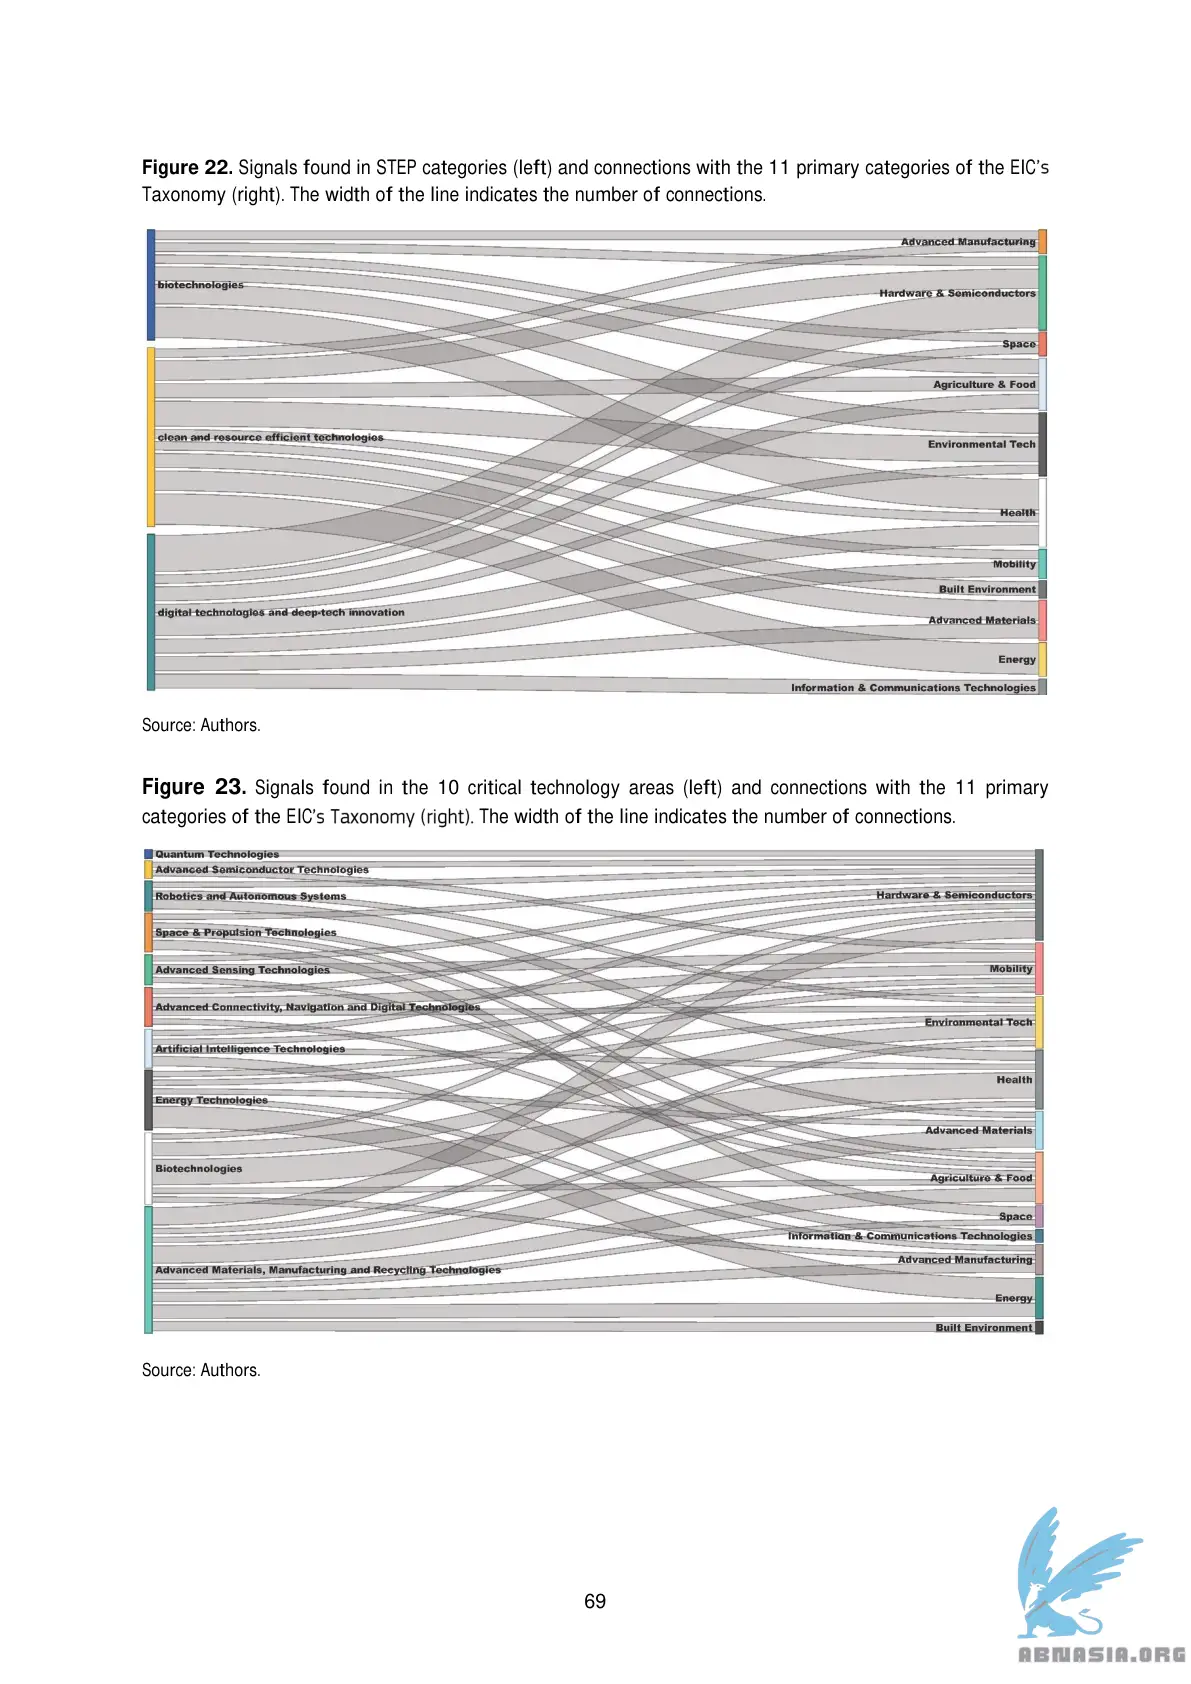 Figure 22. Signals found in STEP categories (left) and connections with the 11 primary categories of the EIC's
Taxonomy (right). The width of the line indicates the number of connections.
Advanced Manufacturing
biotechnologies
Hardware & Semiconductors
Space
Agriculture & Food
clean and resource efficient technologies
Environmental Tech
Health
Mobility
Built Environment
digital technologies and deep-tech innovation
Advanced Materials
Energy
Information & Communications Technologies
Source: Authors.
Figure 23. Signals found in the 10 critical technology areas (left) and connections with the 11 primary
categories of the EIC's Taxonomy (right). The width of the line indicates the number of connections.
Quantum Technologies
Advanced Semiconductor Technologies
Robotics and Autonomous Systems
Hardware & Semiconductors
Space & Propulsion Technologies
Advanced Sensing Technologies
Mobility
Advanced Connectivity, Navigation and Digital Technologies
Environmental Tech
Artificial Intelligence Technologies
Health
Energy Technologies
Advanced Materials
Biotechnologies
Agriculture & Food
Space
Information & Communications Technologies
Advanced Manufacturing
Advanced Materials, Manufacturing and Recycling Technologies
Energy
Built Environment
Source: Authors.
69
ABNASIA.ORG